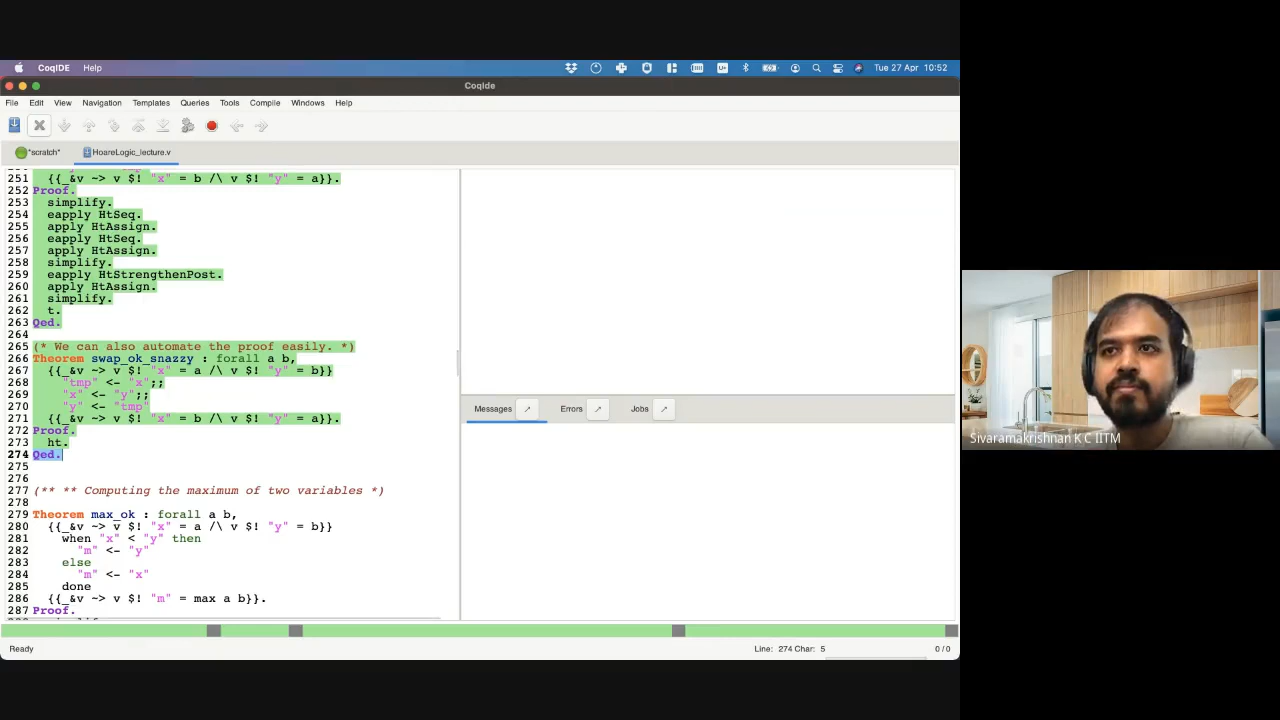 CoqIDE Help
Tue 27 Apr 10:52
CoqIde
File Edit View Navigation Templates Queries Tools Compile Windows Help
*scratch* HoareLogic_lecture.v
251 {{_&v ~> v $! "x" = b /\ v $! "y" = a}}.
252 Proof.
253 simplify.
254 eapply HtSeq.
255 apply HtAssign.
256 eapply HtSeq.
257 apply HtAssign.
258 simplify.
259 eapply HtStrengthenPost.
260 apply HtAssign.
261 simplify.
262 t.
263 Qed.
264
265 (* We can also automate the proof easily. *)
266 Theorem swap_ok_snazzy : forall a b,
267 {{_&v ~> v $! "x" = a /\ v $! "y" = b}}
268 "tmp" <- "x";;
269 "x" <- "y";;
270 "y" <- "tmp"
271 {{_&v ~> v $! "x" = b /\ v $! "y" = a}}.
272 Proof.
273 ht.
274 Qed.
275
276
277 (** ** Computing the maximum of two variables *)
278
279 Theorem max_ok : forall a b,
280 {{_&v ~> v $! "x" = a /\ v $! "y" = b}}
281 when "x" < "y" then
282 "m" <- "y"
283 else
284 "m" <- "x"
285 done
286 {{_&v ~> v $! "m" = max a b}}.
287 Proof.
Messages Errors Jobs
Ready Line: 274 Char: 5 0 / 0
Sivaramakrishnan K C IITM